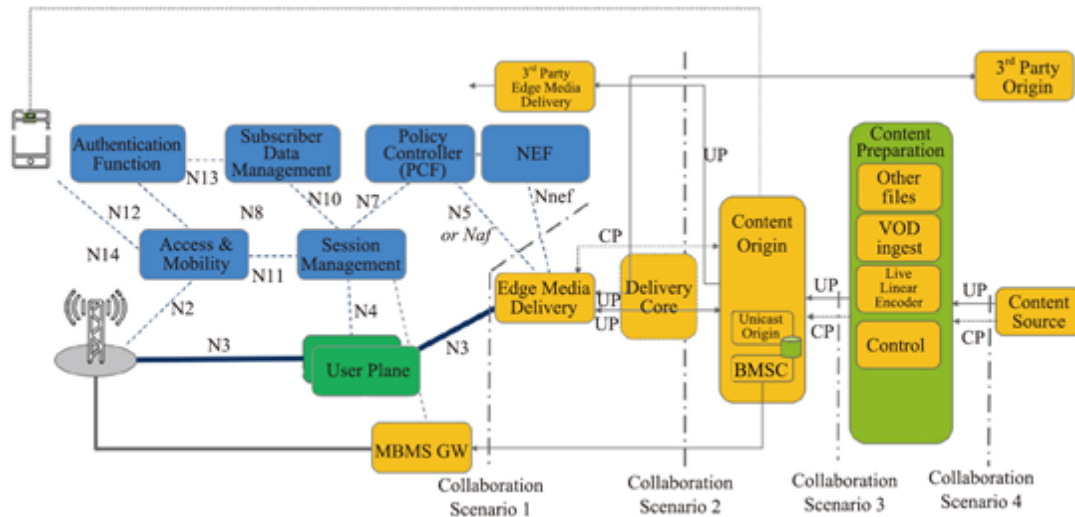 3rd Party
Edge Media
Delivery
3rd Party
Origin
Authentication
Function
Subscriber
Data
Management
Policy
Controller
(PCF)
NEF
UP
Content
Preparation
Other
files
VOD
ingest
Live
Linear
Encoder
Control
N13
N12
N8
N10
N7
N5
or Naf
Nnef
N14
Access &
Mobility
N11
Session
Management
CP
Content
Origin
Edge Media
Delivery
UP
UP
Delivery
Core
Unicast
Origin
BMSC
UP
CP
UP
CP
Content
Source
N2
N4
N3
N3
User Plane
MBMS GW
Collaboration
Scenario 1
Collaboration
Scenario 2
Collaboration
Scenario 3
Collaboration
Scenario 4